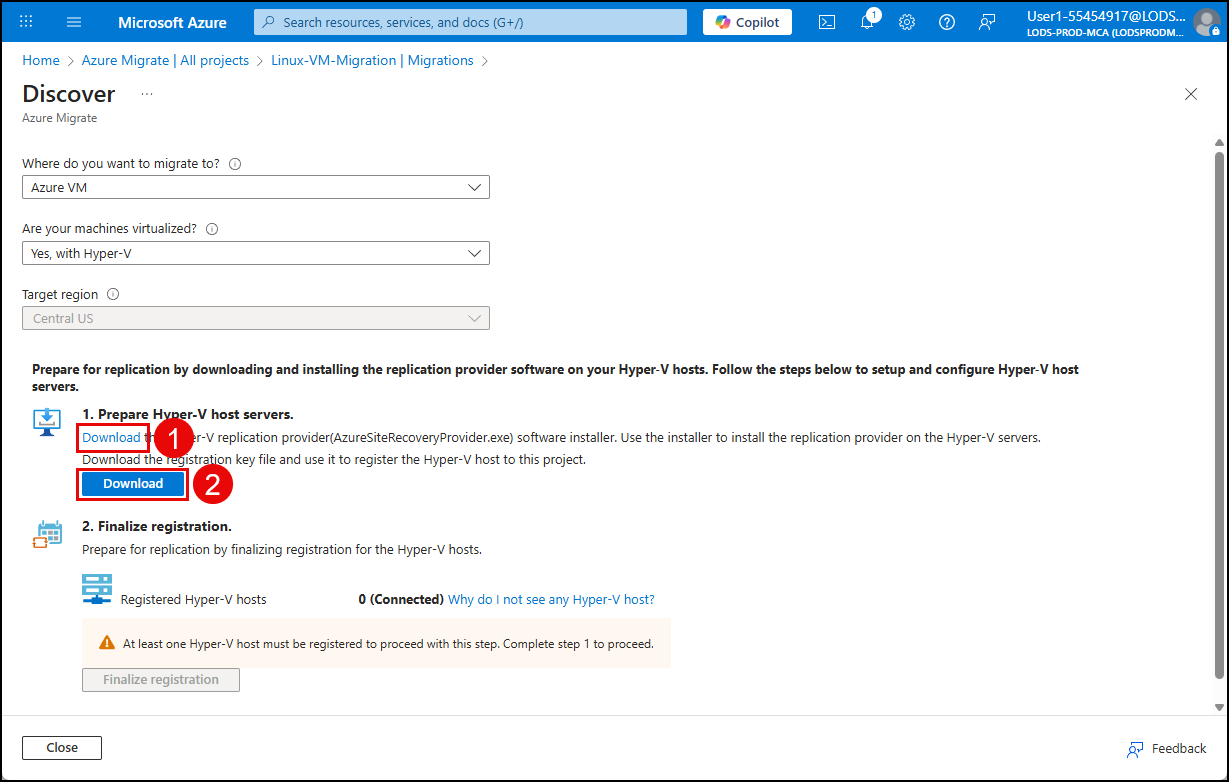 Microsoft Azure
Search resources, services, and docs (G+/)
Copilot
1
User1-55454917@LODS...
LODS-PROD-MCA (LODSPRODM...
Home > Azure Migrate | All projects > Linux-VM-Migration | Migrations >
Discover ...
Azure Migrate
Where do you want to migrate to?
Azure VM
Are your machines virtualized?
Yes, with Hyper-V
Target region
Central US
Prepare for replication by downloading and installing the replication provider software on your Hyper-V hosts. Follow the steps below to setup and configure Hyper-V host
servers.
1. Prepare Hyper-V host servers.
Download 1 r-V replication provider(AzureSiteRecoveryProvider.exe) software installer. Use the installer to install the replication provider on the Hyper-V servers.
Download the registration key file and use it to register the Hyper-V host to this project.
Download 2
2. Finalize registration.
Prepare for replication by finalizing registration for the Hyper-V hosts.
Registered Hyper-V hosts 0 (Connected) Why do I not see any Hyper-V host?
At least one Hyper-V host must be registered to proceed with this step. Complete step 1 to proceed.
Finalize registration
Close
Feedback